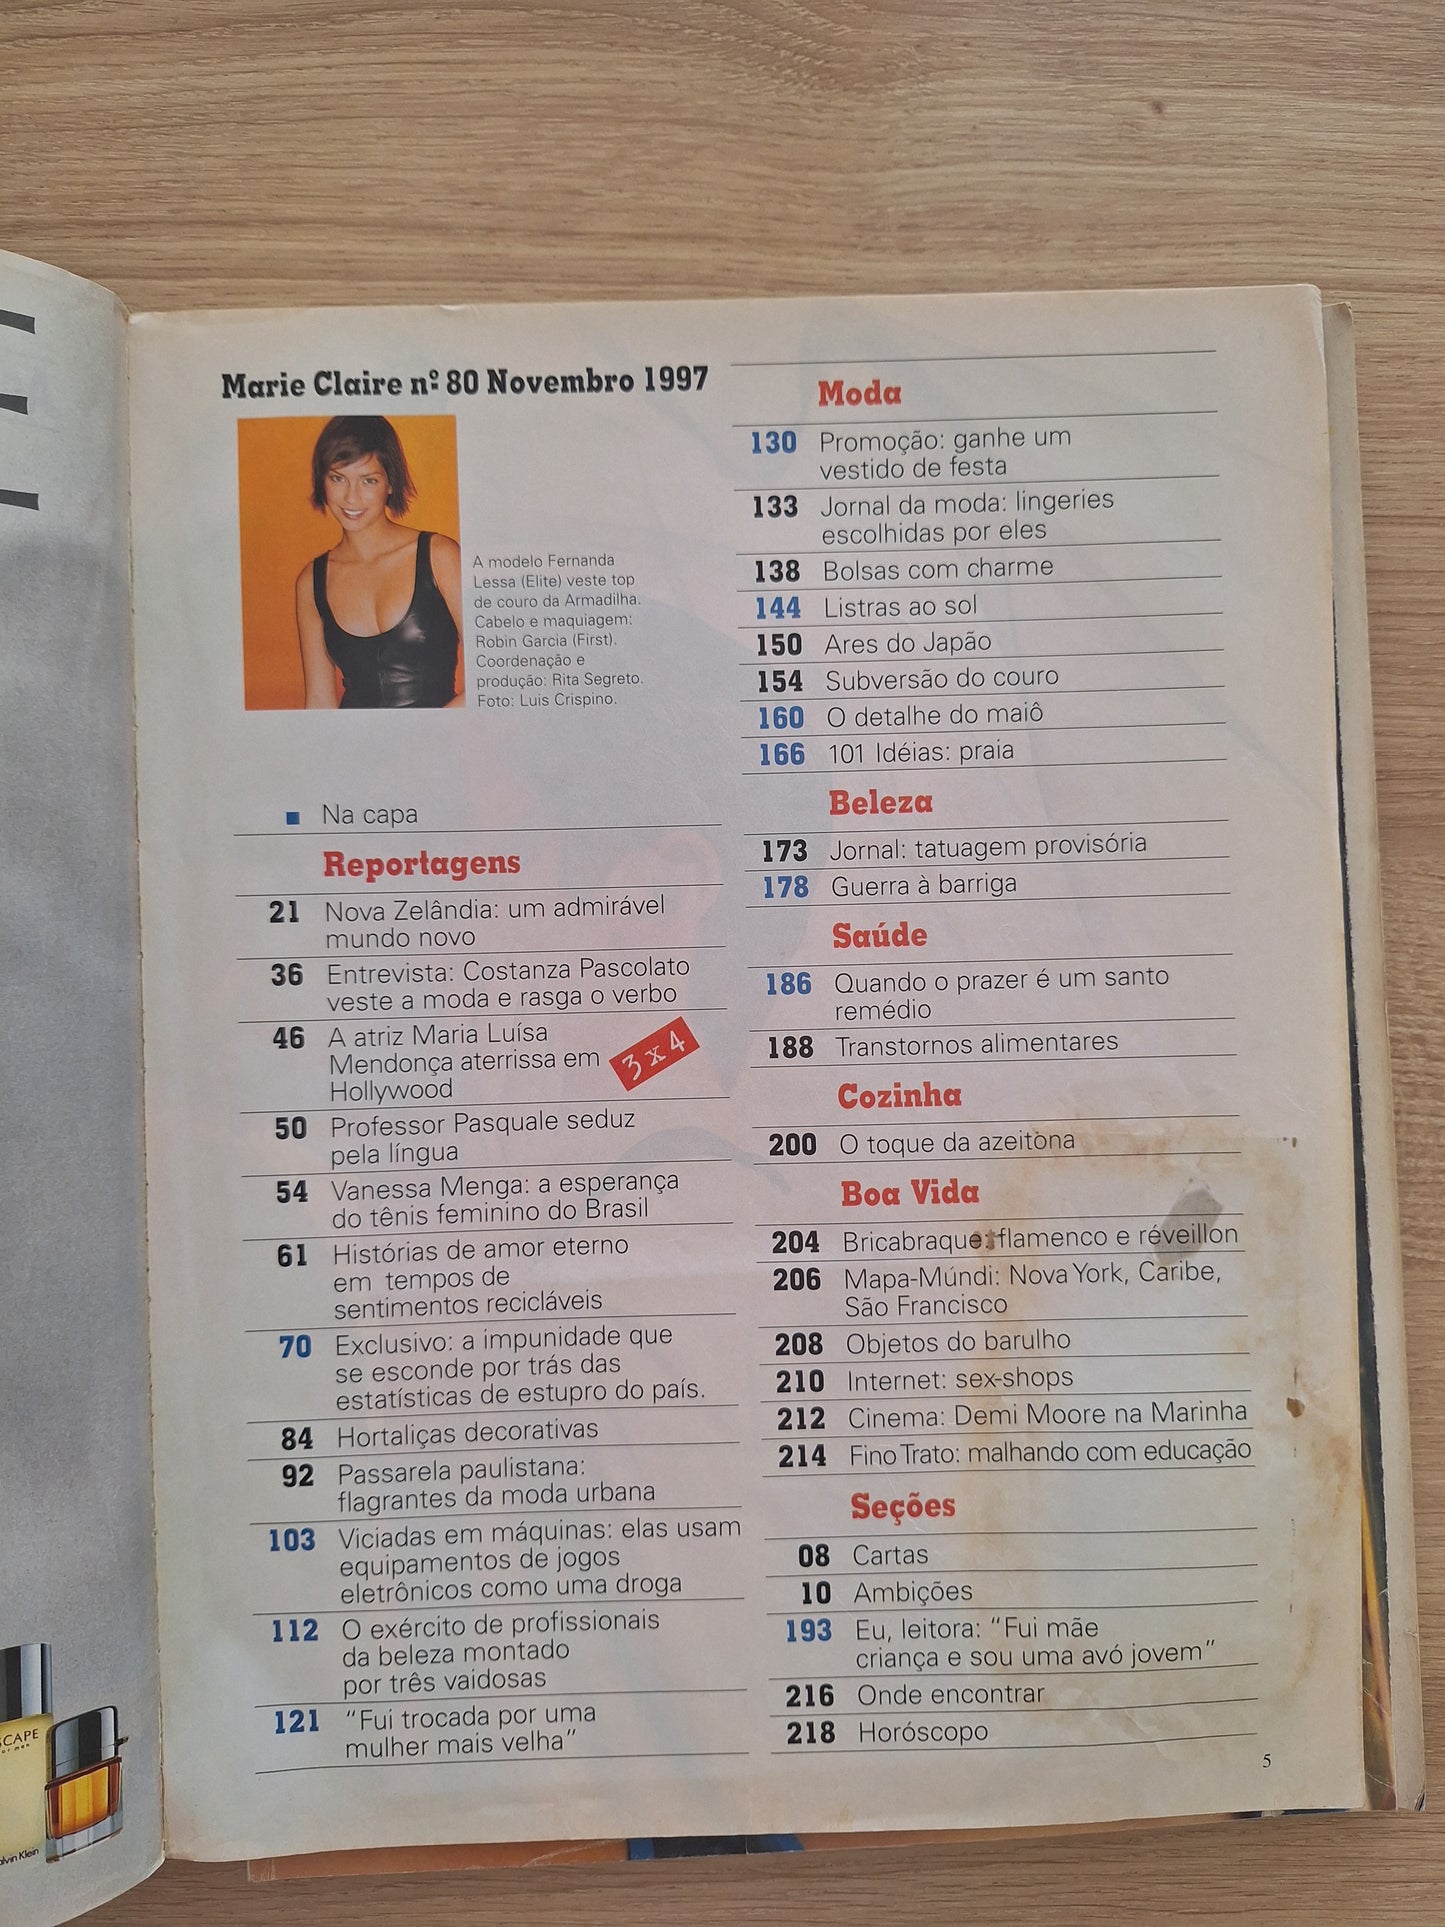 Marie Claire nº 80 Novembro 1997
A modelo Fernanda
Lessa (Elite) veste top
de couro da Armadilha.
Cabelo e maquiagem:
Robin Garcia (First).
Coordenação e
produção: Rita Segreto.
Foto: Luis Crispino.
Na capa
Reportagens
21 Nova Zelândia: um admirável
mundo novo
36 Entrevista: Costanza Pascolato
veste a moda e rasga o verbo
46 A atriz Maria Luísa
Mendonça aterrissa em
Hollywood
3 x 4
50 Professor Pasquale seduz
pela língua
54 Vanessa Menga: a esperança
do tênis feminino do Brasil
61 Histórias de amor eterno
em tempos de
sentimentos recicláveis
70 Exclusivo: a impunidade que
se esconde por trás das
estatísticas de estupro do país.
84 Hortaliças decorativas
92 Passarela paulistana:
flagrantes da moda urbana
103 Viciadas em máquinas: elas usam
equipamentos de jogos
eletrônicos como uma droga
112 O exército de profissionais
da beleza montado
por três vaidosas
121 "Fui trocada por uma
mulher mais velha"
Moda
130 Promoção: ganhe um
vestido de festa
133 Jornal da moda: lingeries
escolhidas por eles
138 Bolsas com charme
144 Listras ao sol
150 Ares do Japão
154 Subversão do couro
160 O detalhe do maiô
166 101 Idéias: praia
Beleza
173 Jornal: tatuagem provisória
178 Guerra à barriga
Saúde
186 Quando o prazer é um santo
remédio
188 Transtornos alimentares
Cozinha
200 O toque da azeitona
Boa Vida
204 Bricabraque: flamenco e réveillon
206 Mapa-Múndi: Nova York, Caribe,
São Francisco
208 Objetos do barulho
210 Internet: sex-shops
212 Cinema: Demi Moore na Marinha
214 Fino Trato: malhando com educação
Seções
08 Cartas
10 Ambições
193 Eu, leitora: "Fui mãe
criança e sou uma avó jovem"
216 Onde encontrar
218 Horóscopo
5